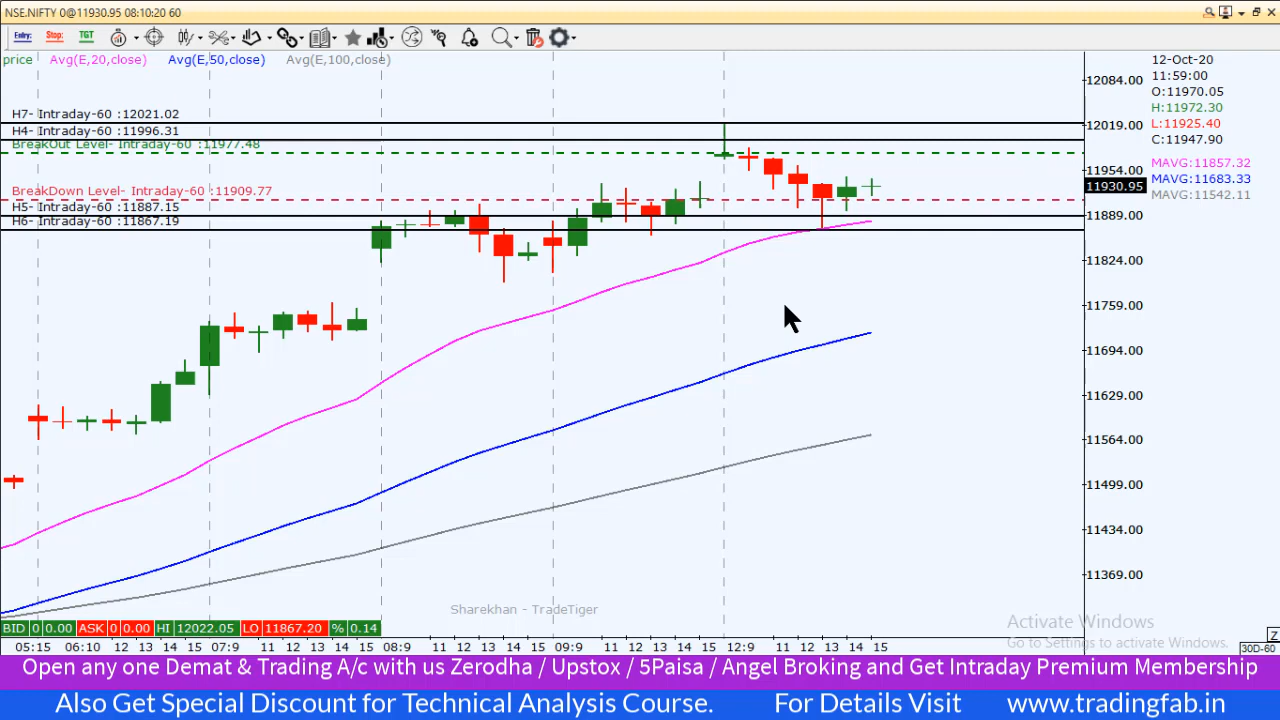 NSE.NIFTY 0@11930.95 08:10:20 60
Entry: Stop: TGT
price Avg(E,20,close) Avg(E,50,close) Avg(E,100,close)
12-Oct-20
11:59:00
O:11970.05
H:11972.30
L:11925.40
C:11947.90
MAVG:11857.32
MAVG:11683.33
MAVG:11542.11
H7- Intraday-60 :12021.02
H4- Intraday-60 :11996.31
BreakOut Level- Intraday-60 :11977.48
BreakDown Level- Intraday-60 :11909.77
H5- Intraday-60 :11887.15
H6- Intraday-60 :11867.19
12084.00
12019.00
11954.00
11930.95
11889.00
11824.00
11759.00
11694.00
11629.00
11564.00
11499.00
11434.00
11369.00
Sharekhan - TradeTiger
Activate Windows
Go to Settings to activate Windows.
BID 0 0.00 ASK 0 0.00 HI 12022.05 LO 11867.20 % 0.14
Z
05:15 06:10 12 14 07:9 11 12 13 14 15 08:9 11 12 13 14 15 09:9 11 12 13 14 15 12:9 11 12 13 14 15
30D-60
Open any one Demat & Trading A/c with us Zerodha / Upstox / 5Paisa / Angel Broking and Get Intraday Premium Membership
Also Get Special Discount for Technical Analysis Course. For Details Visit www.tradingfab.in